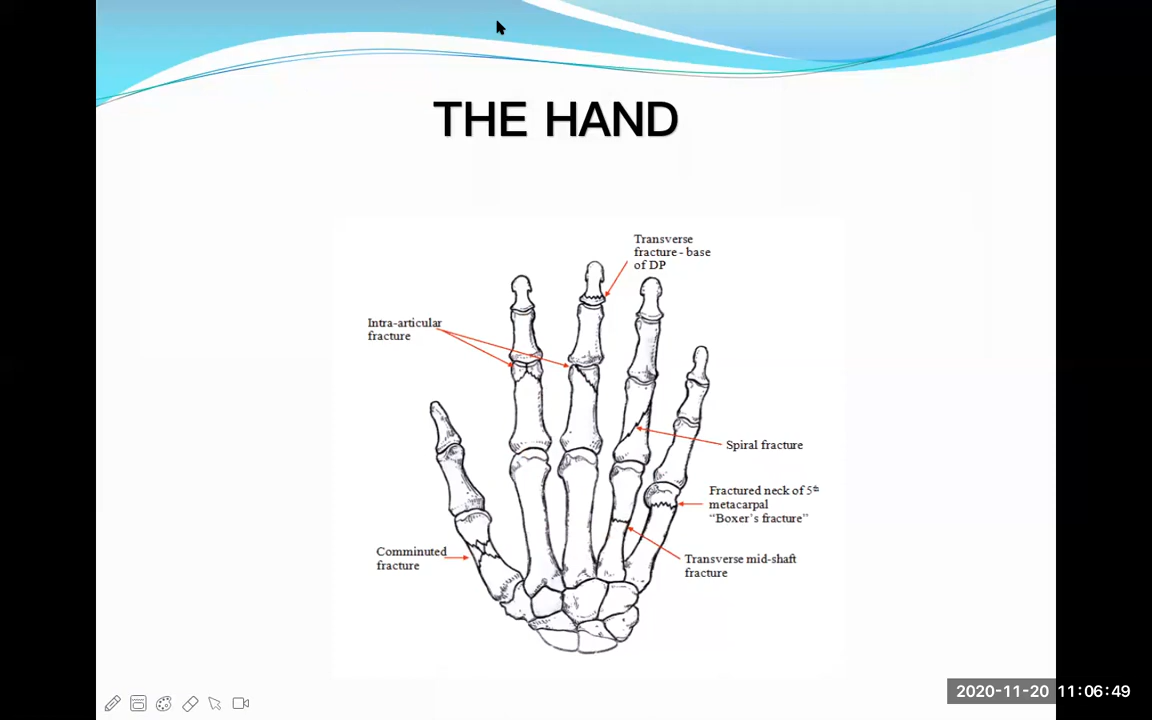 THE HAND
Transverse
fracture - base
of DP
Intra-articular
fracture
Spiral fracture
Fractured neck of 5th
metacarpal
“Boxer’s fracture”
Comminuted
fracture
Transverse mid-shaft
fracture
2020-11-20 11:06:49